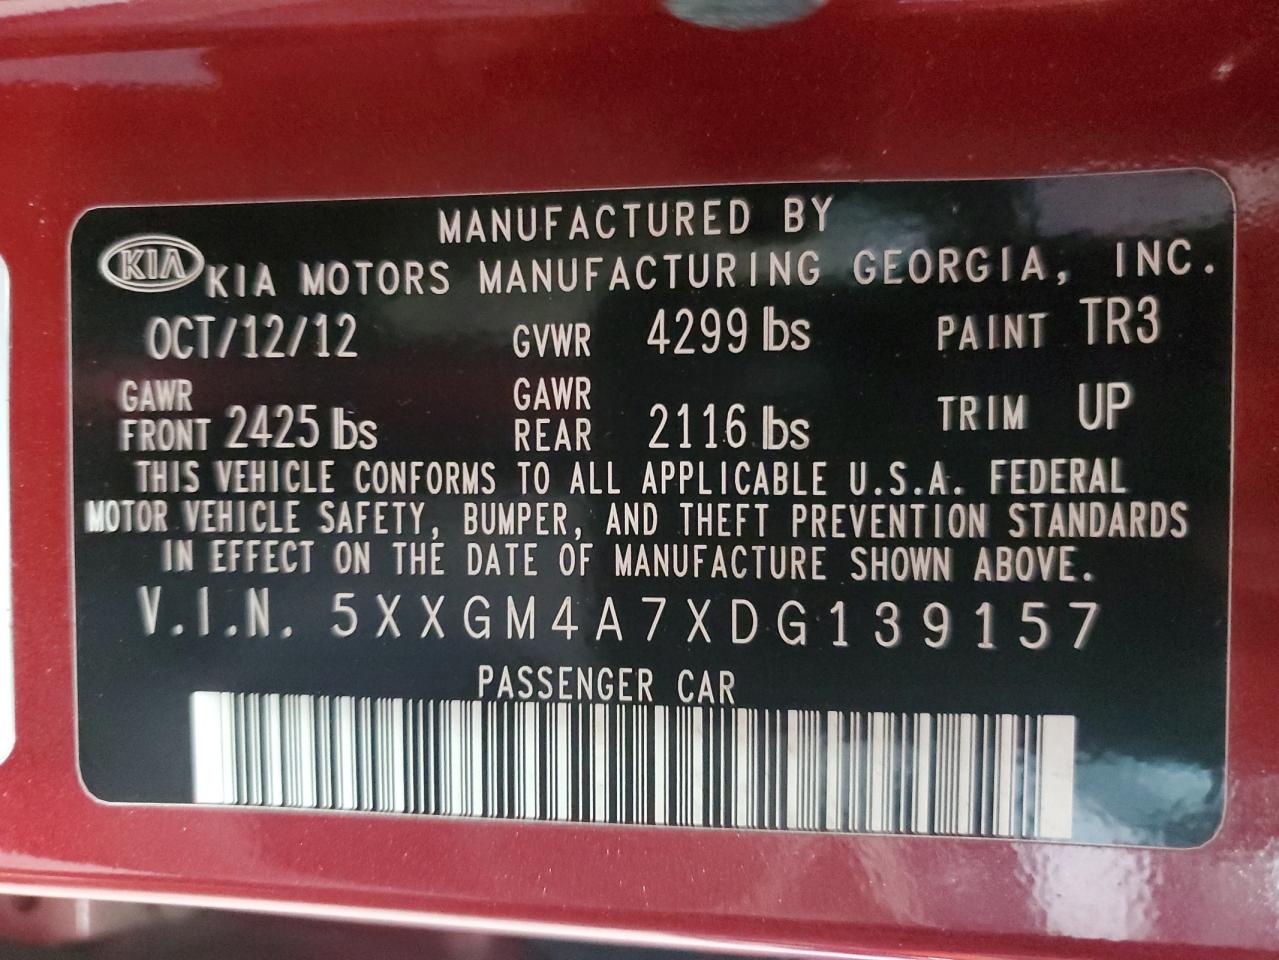 MANUFACTURED BY
KIA KIA MOTORS MANUFACTURING GEORGIA, INC.
OCT/12/12 GVWR 4299 lbs PAINT TR3
GAWR FRONT 2425 lbs GAWR REAR 2116 lbs TRIM UP
THIS VEHICLE CONFORMS TO ALL APPLICABLE U.S.A. FEDERAL
MOTOR VEHICLE SAFETY, BUMPER, AND THEFT PREVENTION STANDARDS
IN EFFECT ON THE DATE OF MANUFACTURE SHOWN ABOVE.
V.I.N. 5XXGM4A7XDG139157
PASSENGER CAR